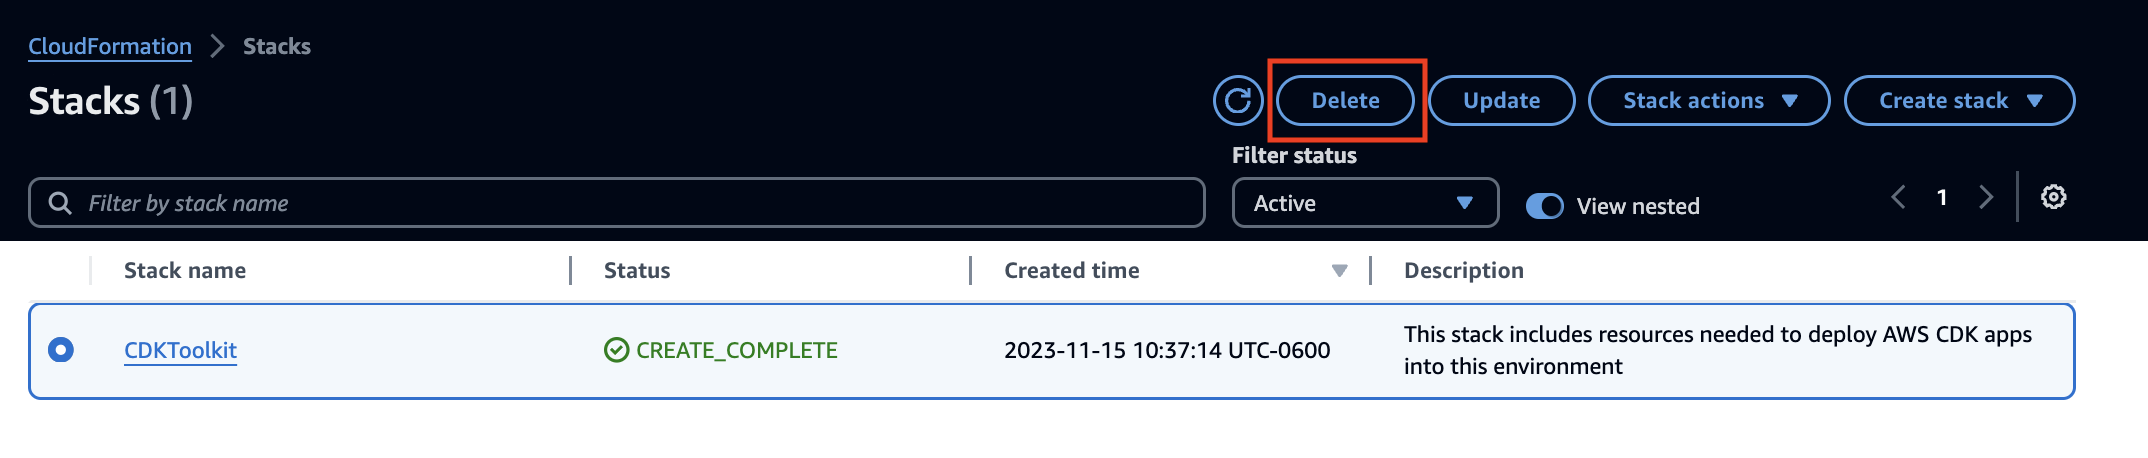 CloudFormation > Stacks
Stacks (1)
Delete
Update
Stack actions
Create stack
Filter by stack name
Filter status
Active
View nested
1
Stack name
Status
Created time
Description
CDKToolkit
CREATE_COMPLETE
2023-11-15 10:37:14 UTC-0600
This stack includes resources needed to deploy AWS CDK apps
into this environment